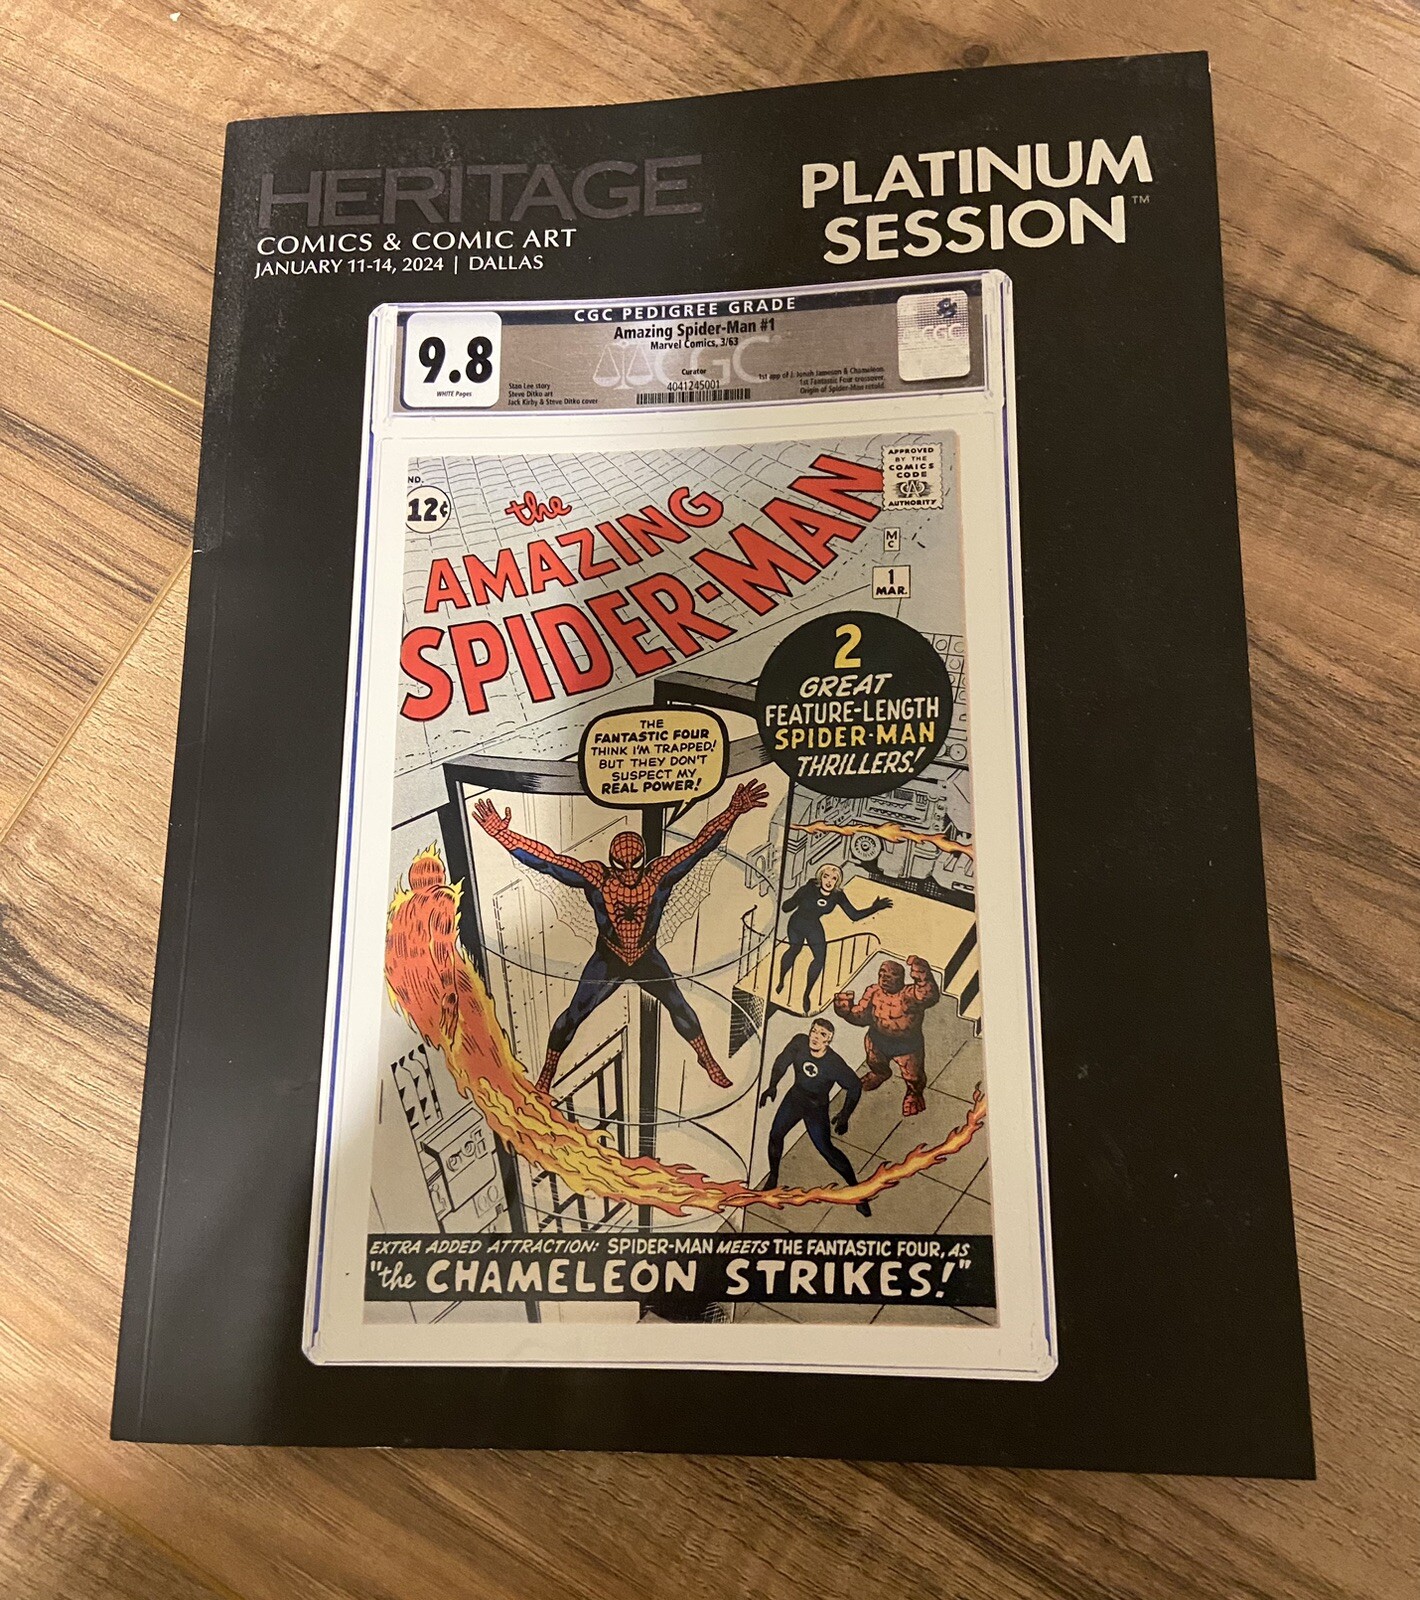 HERITAGE
COMICS & COMIC ART
JANUARY 11-14, 2024 | DALLAS
PLATINUM
SESSION™
CGC PEDIGREE GRADE
9.8
WHITE Pages
Amazing Spider-Man #1
Marvel Comics, 3/63
Curator
4041245001
Stan Lee story
Steve Ditko art
Jack Kirby & Steve Ditko cover
1st app of J. Jonah Jameson & Chameleon.
1st Fantastic Four crossover.
Origin of Spider-Man retold.
CGC
CGC
IND.
12¢
the
AMAZING
SPIDER-MAN
APPROVED
BY THE
COMICS
CODE
AUTHORITY
M
C
1
MAR.
2
GREAT
FEATURE-LENGTH
SPIDER-MAN
THRILLERS!
THE
FANTASTIC FOUR
THINK I'M TRAPPED!
BUT THEY DON'T
SUSPECT MY
REAL POWER!
EXTRA ADDED ATTRACTION: SPIDER-MAN MEETS THE FANTASTIC FOUR, AS
"the CHAMELEON STRIKES!"